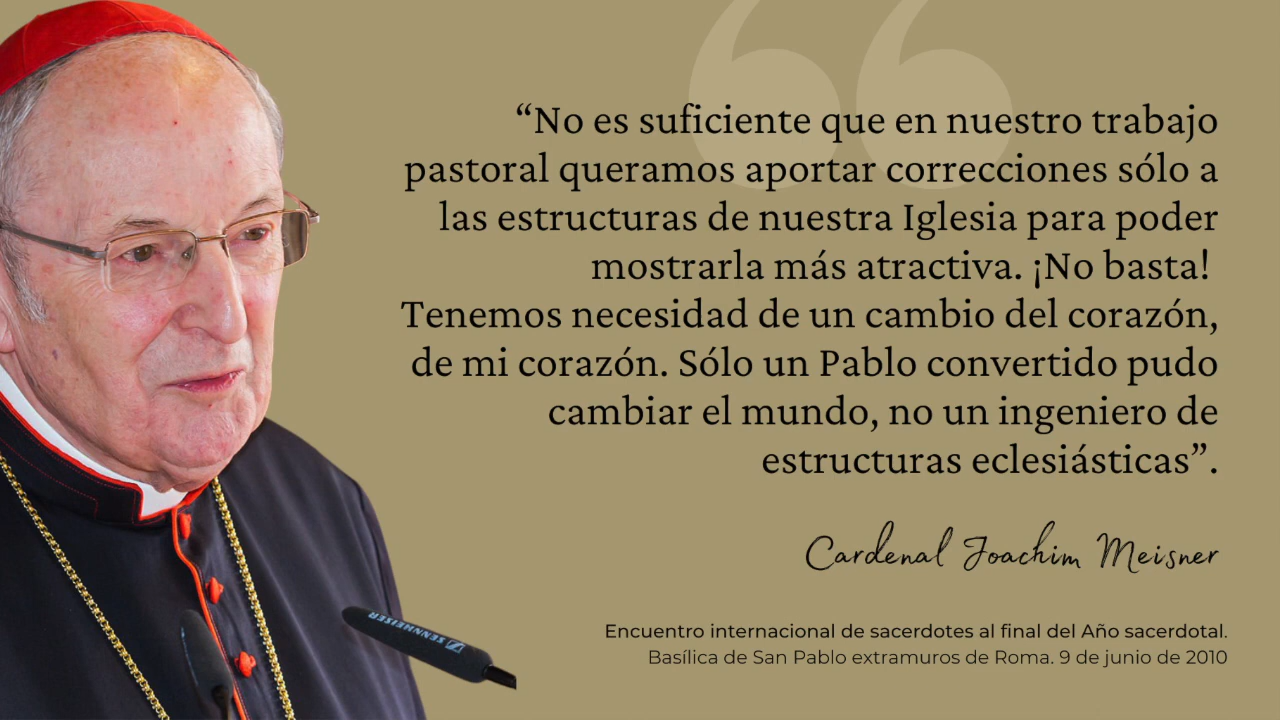 “No es suficiente que en nuestro trabajo
pastoral queramos aportar correcciones sólo a
las estructuras de nuestra Iglesia para poder
mostrarla más atractiva. ¡No basta!
Tenemos necesidad de un cambio del corazón,
de mi corazón. Sólo un Pablo convertido pudo
cambiar el mundo, no un ingeniero de
estructuras eclesiásticas”.
Cardenal Joachim Meisner
Encuentro internacional de sacerdotes al final del Año sacerdotal.
Basílica de San Pablo extramuros de Roma. 9 de junio de 2010
SENNHEISER